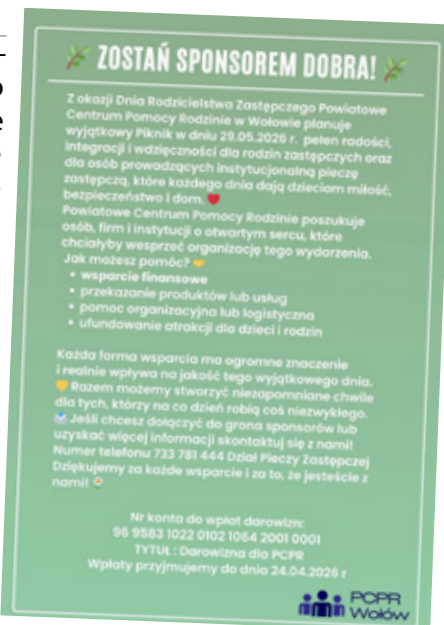 ZOSTAŃ SPONSOREM DOBRA!
Z okazji Dnia Rodzicielstwa Zastępczego Powiatowe
Centrum Pomocy Rodzinie w Wołowie planuje
wyjątkowy Piknik w dniu 29.05.2026 r. pełen radości,
integracji i wdzięczności dla rodzin zastępczych oraz
dla osób prowadzących instytucjonalną pieczę
zastępczą, które każdego dnia dają dzieciom miłość,
bezpieczeństwo i dom. ❤️
Powiatowe Centrum Pomocy Rodzinie poszukuje
osób, firm i instytucji o otwartym sercu, które
chciałyby wesprzeć organizację tego wydarzenia.
Jak możesz pomóc? 🤝
• wsparcie finansowe
• przekazanie produktów lub usług
• pomoc organizacyjna lub logistyczna
• ufundowanie atrakcji dla dzieci i rodzin
Każda forma wsparcia ma ogromne znaczenie
i realnie wpływa na jakość tego wyjątkowego dnia.
💛 Razem możemy stworzyć niezapomniane chwile
dla tych, którzy na co dzień robią coś niezwykłego.
📩 Jeśli chcesz dołączyć do grona sponsorów lub
uzyskać więcej informacji skontaktuj się z nami!
Numer telefonu 733 781 444 Dział Pieczy Zastępczej
Dziękujemy za każde wsparcie i za to, że jesteście z
nami! 🌼
Nr konta do wpłat darowizn:
96 9583 1022 0102 1064 2001 0001
TYTUŁ : Darowizna dla PCPR
Wpłaty przyjmujemy do dnia 24.04.2026 r
PCPR
Wołów